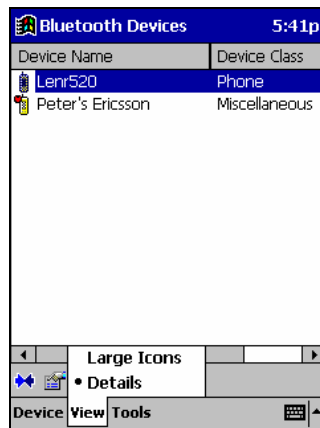 Bluetooth Devices 5:41p
Device Name Device Class
Lenr520 Phone
Peter's Ericsson Miscellaneous
Large Icons
• Details
Device View Tools